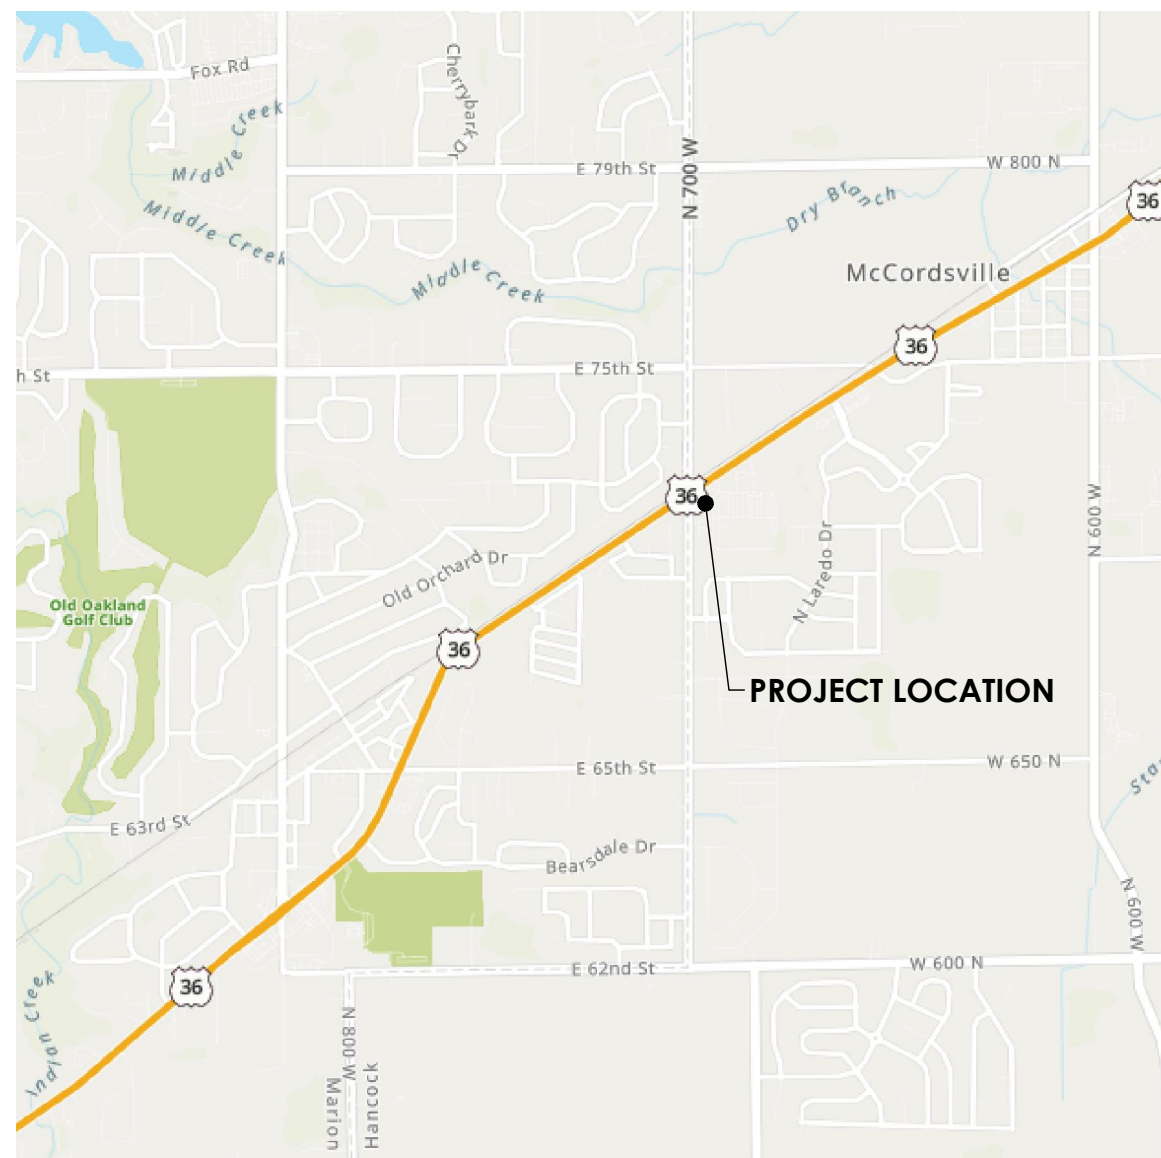 Fox Rd
Cherrybark Dr
Middle Creek
E 79th St
W 800 N
N 700 W
Middle Creek
Dry Branch
36
Middle Creek
McCordsville
36
h St
E 75th St
36
N 600 W
Old Orchard Dr
N Laredo Dr
Old Oakland
Golf Club
36
PROJECT LOCATION
E 65th St
W 650 N
Sta
E 63rd St
Bearsdale Dr
N 600 W
E 62nd St
W 600 N
36
Indian Creek
N 800 W
Marion
Hancock